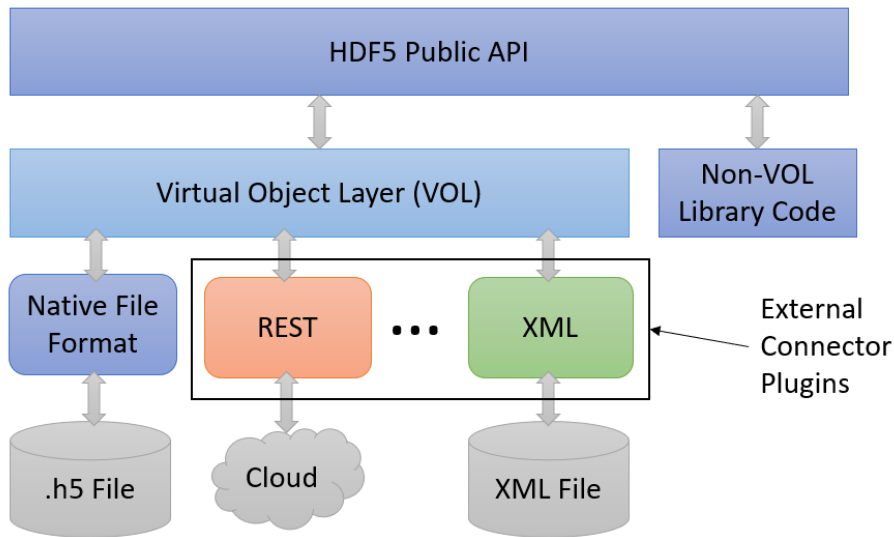 HDF5 Public API
Virtual Object Layer (VOL)
Non-VOL
Library Code
Native File
Format
REST
...
XML
External
Connector
Plugins
.h5 File
Cloud
XML File